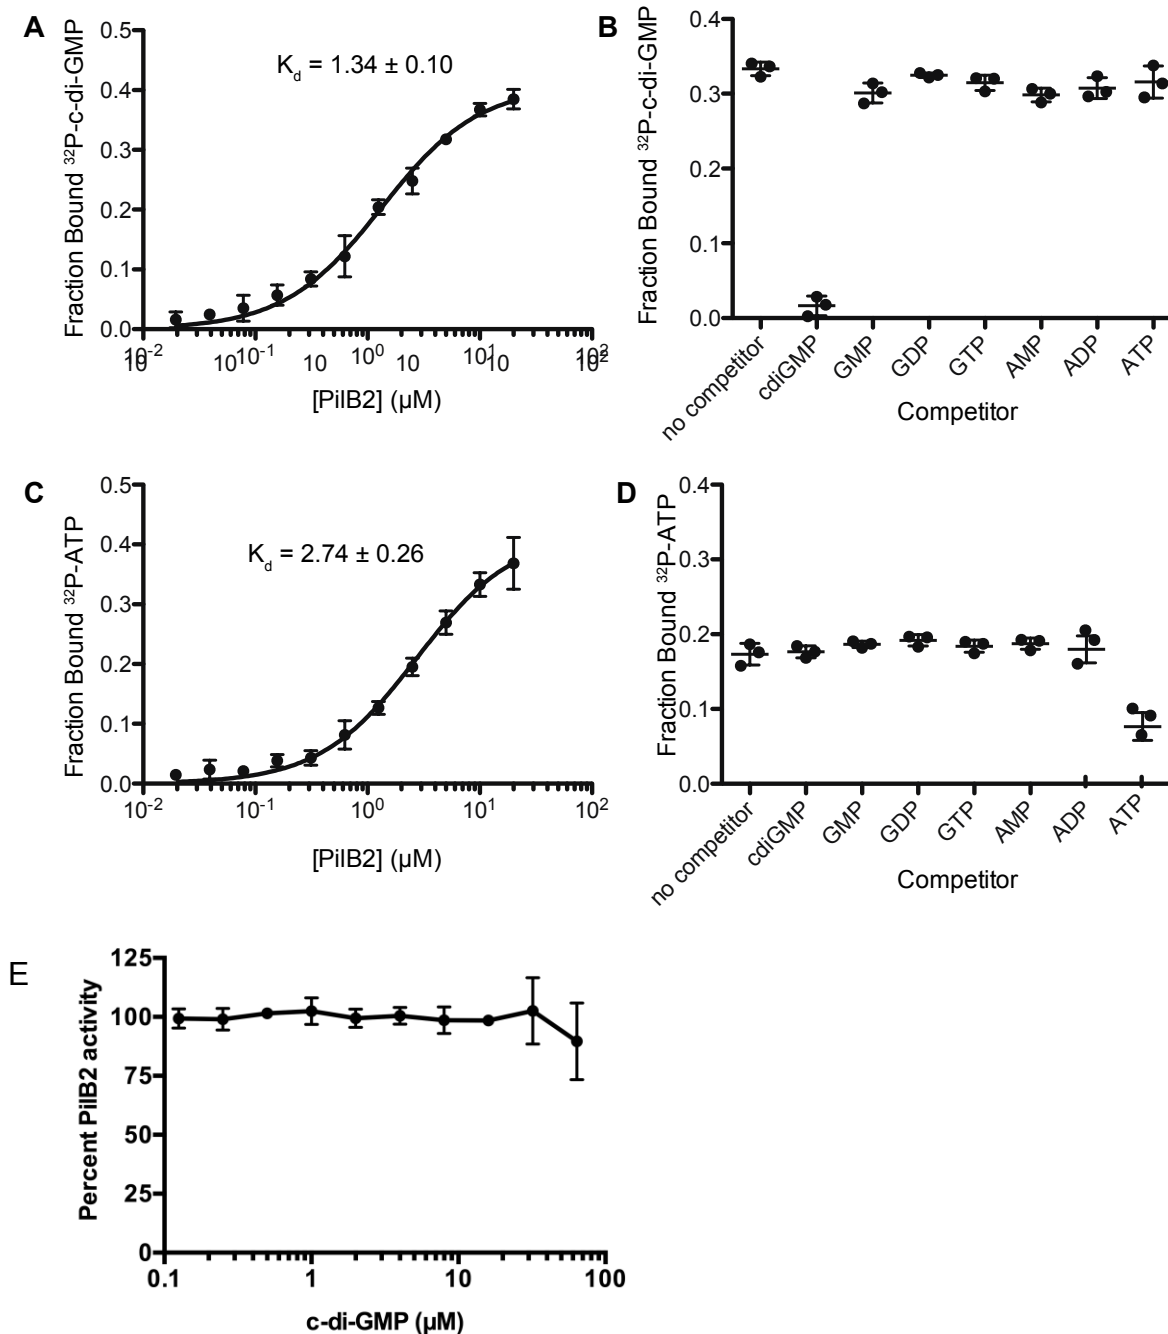 A
0.5
0.4
0.3
0.2
0.1
0.0
Fraction Bound ³²P-c-di-GMP
K_d = 1.34 ± 0.10
10⁻² 10⁻¹ 10 10⁰ 10 10¹ 10²
[PilB2] (µM)
B
0.4
0.3
0.2
0.1
0.0
Fraction Bound ³²P-c-di-GMP
no competitor cdiGMP GMP GDP GTP AMP ADP ATP
Competitor
C
0.5
0.4
0.3
0.2
0.1
0.0
Fraction Bound ³²P-ATP
K_d = 2.74 ± 0.26
10⁻² 10⁻¹ 10⁰ 10¹ 10²
[PilB2] (µM)
D
0.4
0.3
0.2
0.1
0.0
Fraction Bound ³²P-ATP
no competitor cdiGMP GMP GDP GTP AMP ADP ATP
Competitor
E
125
100
75
50
25
0
Percent PilB2 activity
0.1 1 10 100
c-di-GMP (µM)